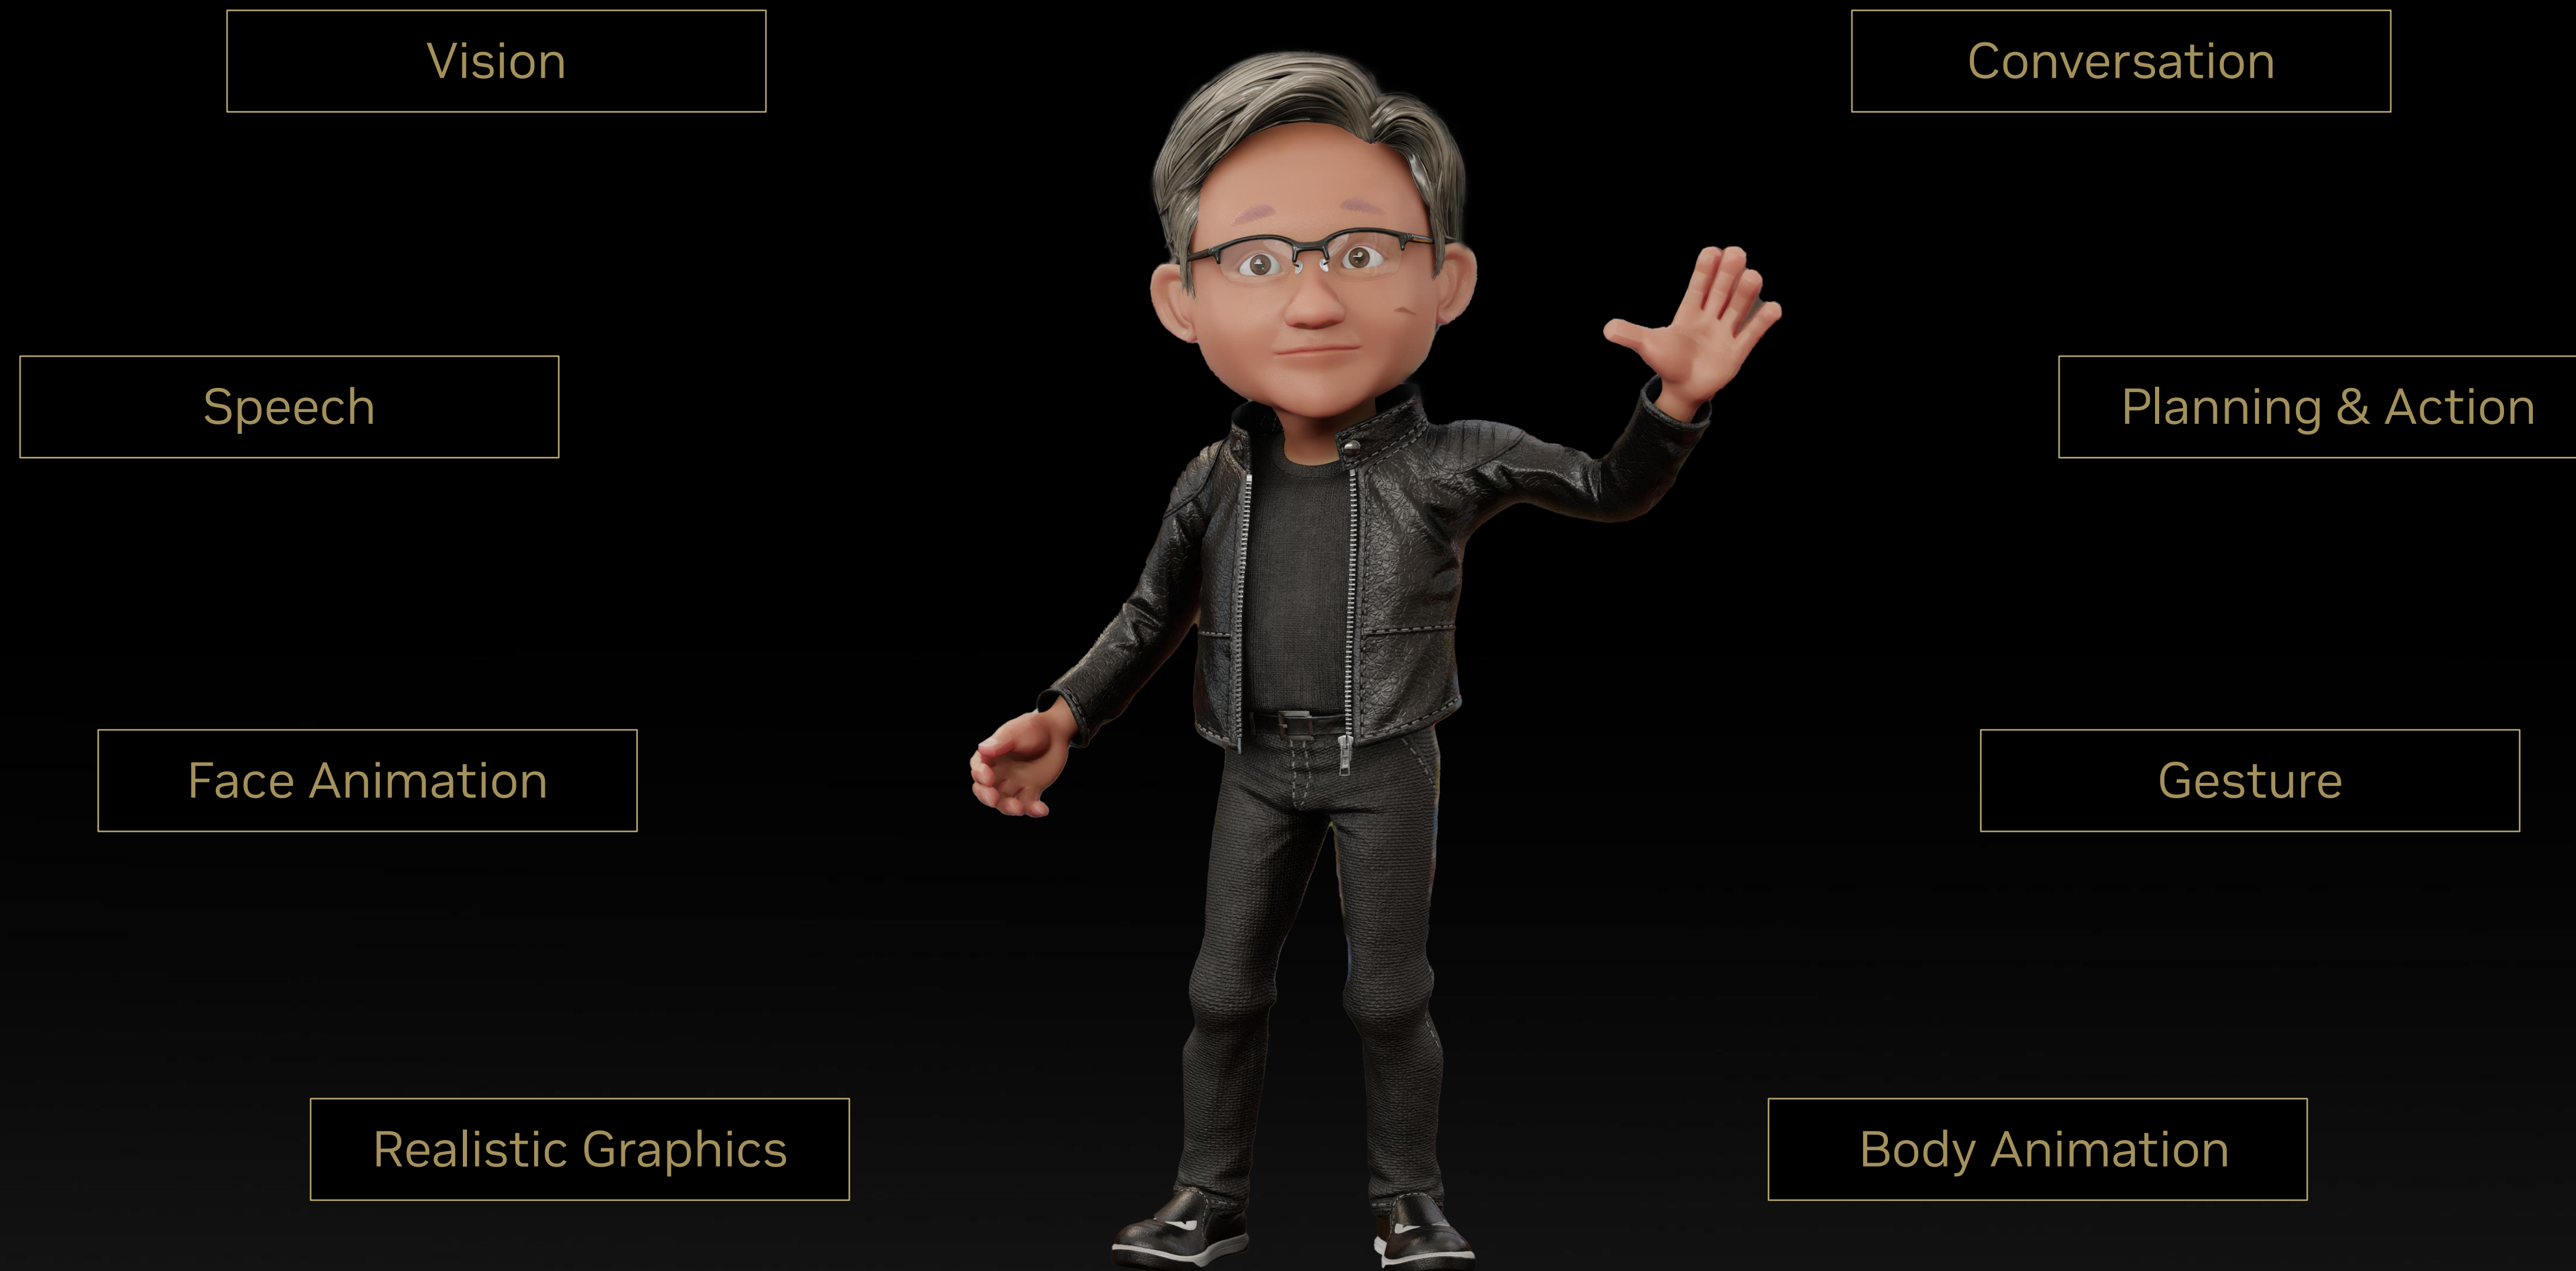 Vision
Conversation
Speech
Planning & Action
Face Animation
Gesture
Realistic Graphics
Body Animation